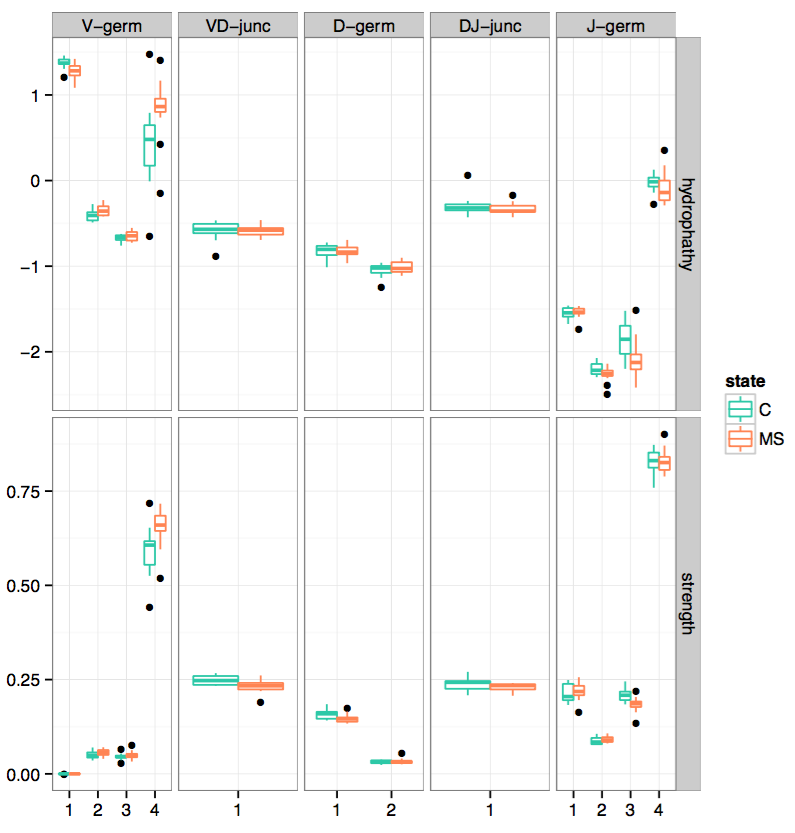 V−germ VD−junc D−germ DJ−junc J−germ
1
0
−1
−2
hydrophathy
state
C
MS
0.75
0.50
0.25
0.00
strength
1 2 3 4 1 1 2 1 1 2 3 4